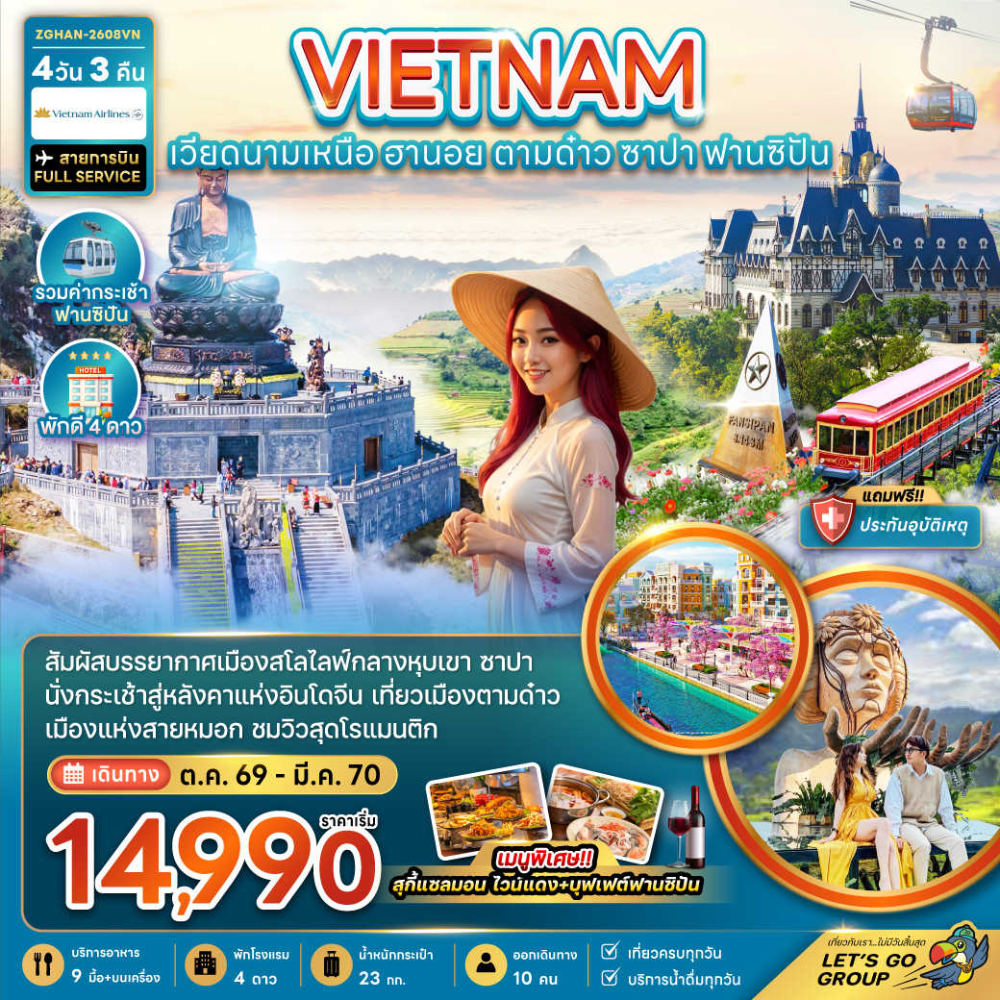 ZGHAN-2608VN
4วัน 3 คืน
Vietnam Airlines
สายการบิน
FULL SERVICE
VIETNAM
เวียดนามเหนือ ฮานอย ตามด๋าว ซาปา ฟานซิปัน
รวมค่ากระเช้า
ฟานซิปัน
HOTEL
พักดี 4 ดาว
FANSIPAN
3.143M
แถมฟรี!!
ประกันอุบัติเหตุ
สัมผัสบรรยากาศเมืองสโลไลฟ์กลางหุบเขา ซาปา
นั่งกระเช้าสู่หลังคาแห่งอินโดจีน เที่ยวเมืองตามด๋าว
เมืองแห่งสายหมอก ชมวิวสุดโรแมนติก
เดินทาง ต.ค. 69 - มี.ค. 70
ราคาเริ่ม
14,990
เมนูพิเศษ!!
สุกี้แซลมอน ไวน์แดง+บุฟเฟต์ฟานซิปัน
บริการอาหาร
9 มื้อ+บนเครื่อง
พักโรงแรม
4 ดาว
น้ำหนักกระเป๋า
23 กก.
ออกเดินทาง
10 คน
เที่ยวครบทุกวัน
บริการน้ำดื่มทุกวัน
เที่ยวกับเรา...ไม่มีวันสิ้นสุด
LET'S GO
GROUP